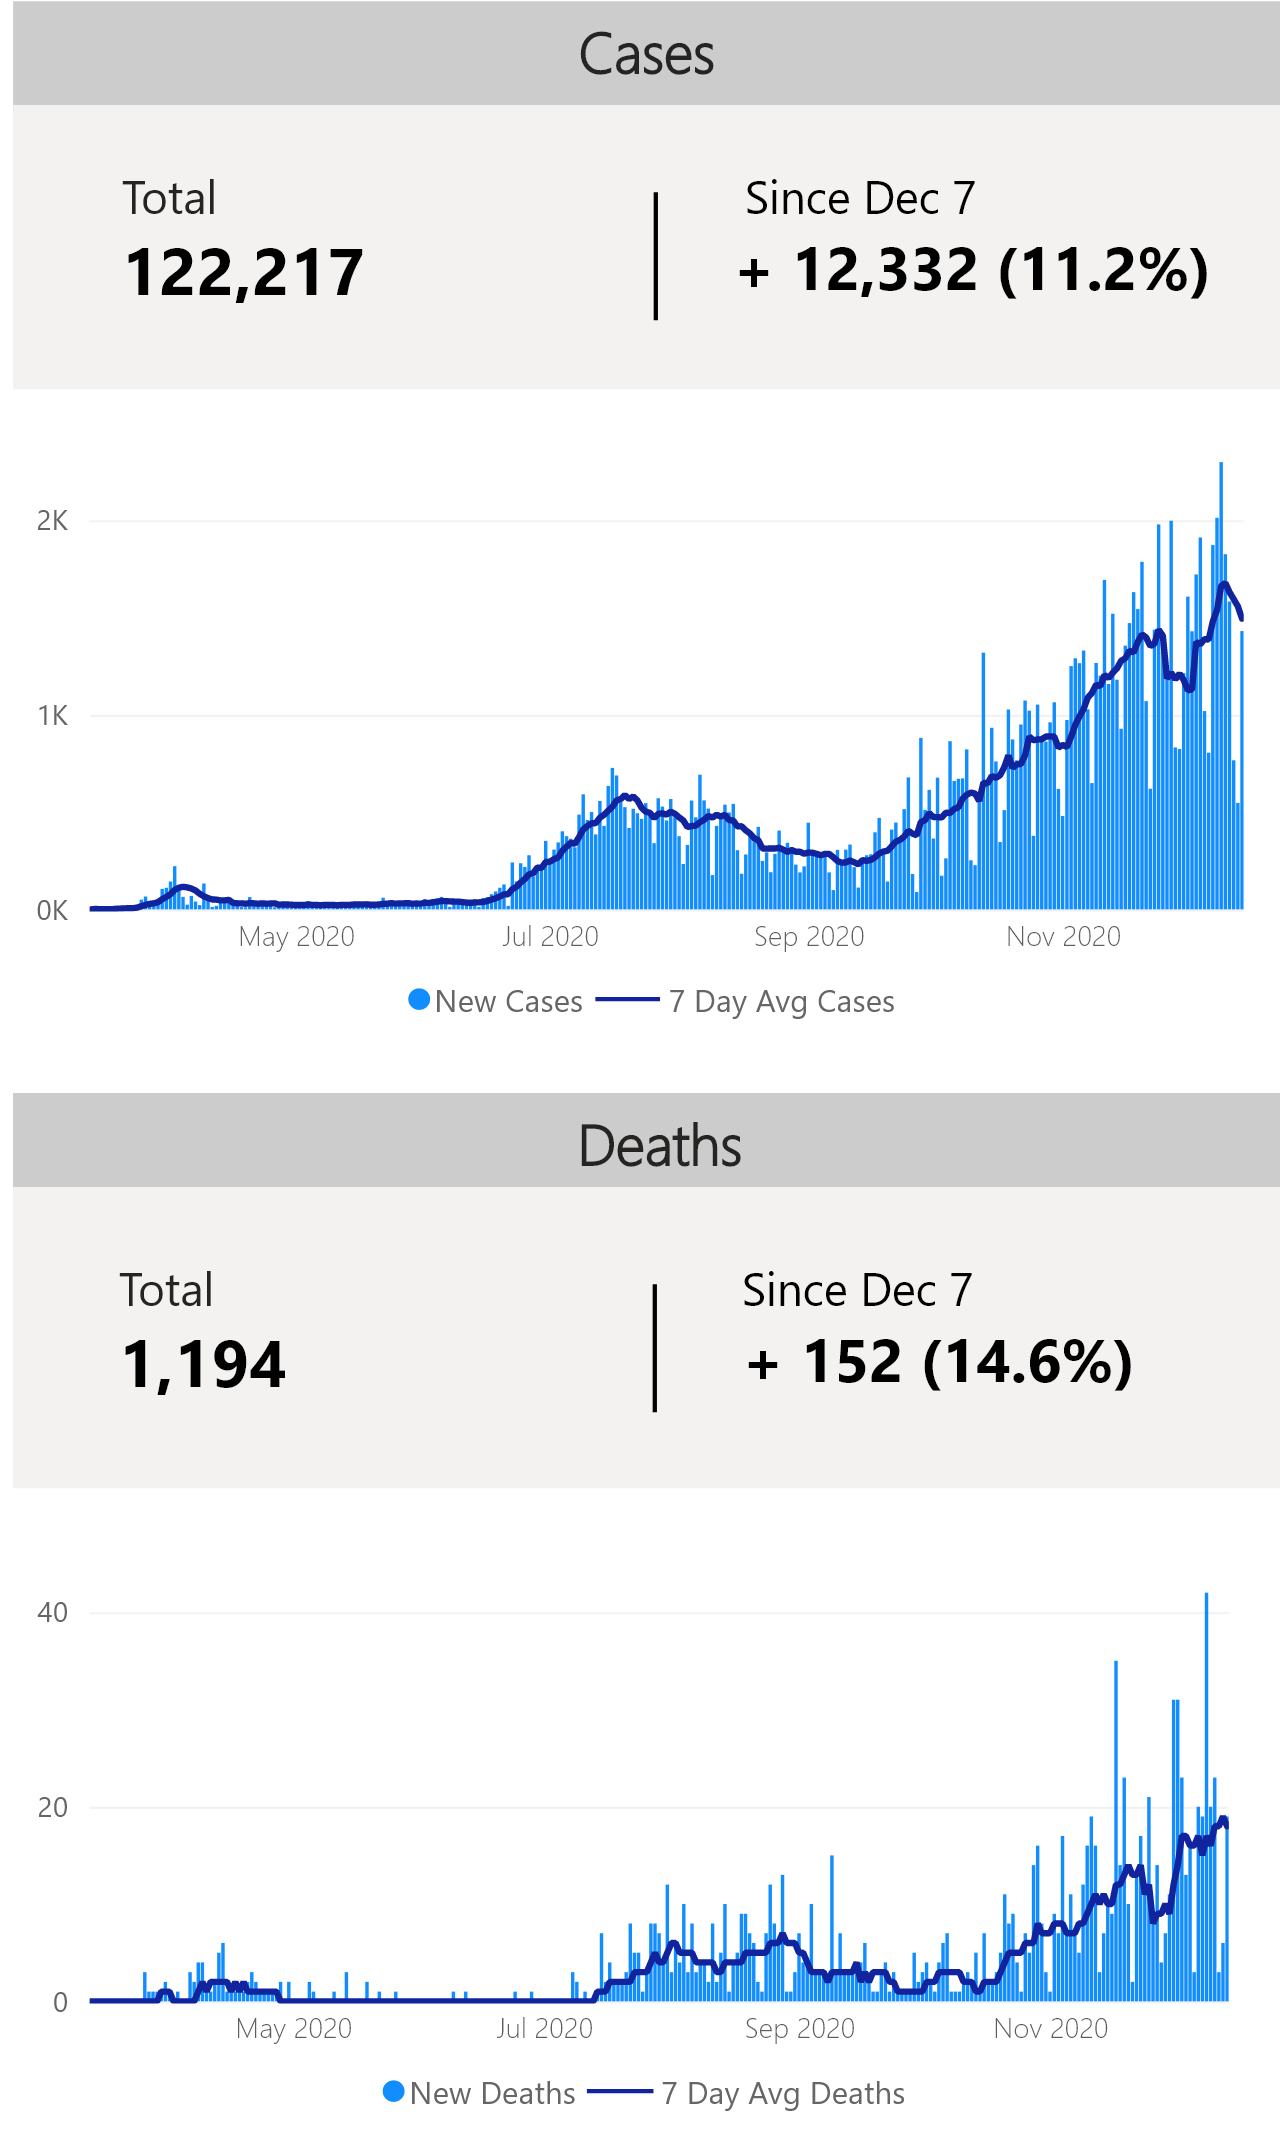 Cases
Total
122,217
Since Dec 7
+ 12,332 (11.2%)
2K
1K
0K
May 2020
Jul 2020
Sep 2020
Nov 2020
New Cases
7 Day Avg Cases
Deaths
Total
1,194
Since Dec 7
+ 152 (14.6%)
40
20
0
May 2020
Jul 2020
Sep 2020
Nov 2020
New Deaths
7 Day Avg Deaths